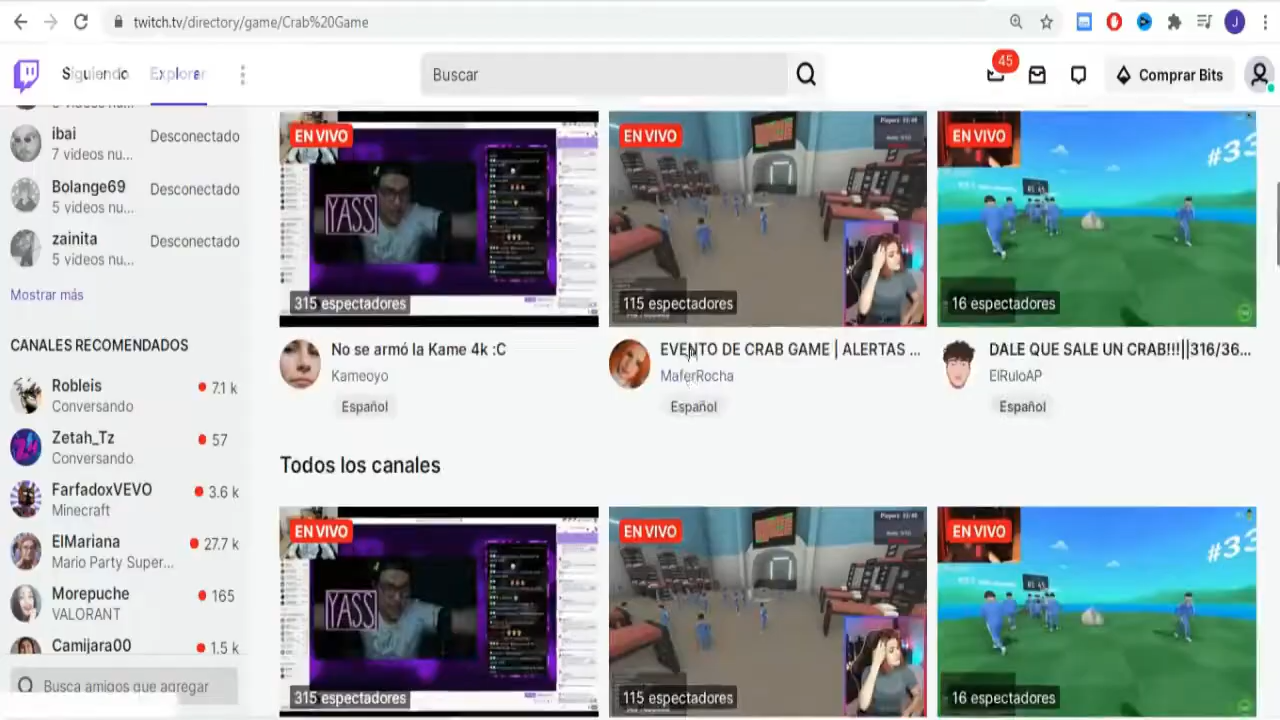 twitch.tv/directory/game/Crab%20Game
Siguiendo
Explorar
Buscar
45
Comprar Bits
ibai
Desconectado
7 videos nu...
Bolange69
Desconectado
5 videos nu...
zainita
Desconectado
5 videos nu...
Mostrar más
CANALES RECOMENDADOS
Robleis
7.1 k
Conversando
Zetah_Tz
57
Conversando
FarfadoxVEVO
3.6 k
Minecraft
ElMariana
27.7 k
Mario Party Super...
Morepuche
165
VALORANT
Camijara00
1.5 k
Busca amigos que agregar
EN VIVO
YASS
315 espectadores
No se armó la Kame 4k :C
Kameoyo
Español
EN VIVO
115 espectadores
EVENTO DE CRAB GAME | ALERTAS ...
MaferRocha
Español
EN VIVO
#33
16 espectadores
DALE QUE SALE UN CRAB!!!||316/36...
ElRuloAP
Español
Todos los canales
EN VIVO
YASS
315 espectadores
EN VIVO
115 espectadores
EN VIVO
#33
16 espectadores